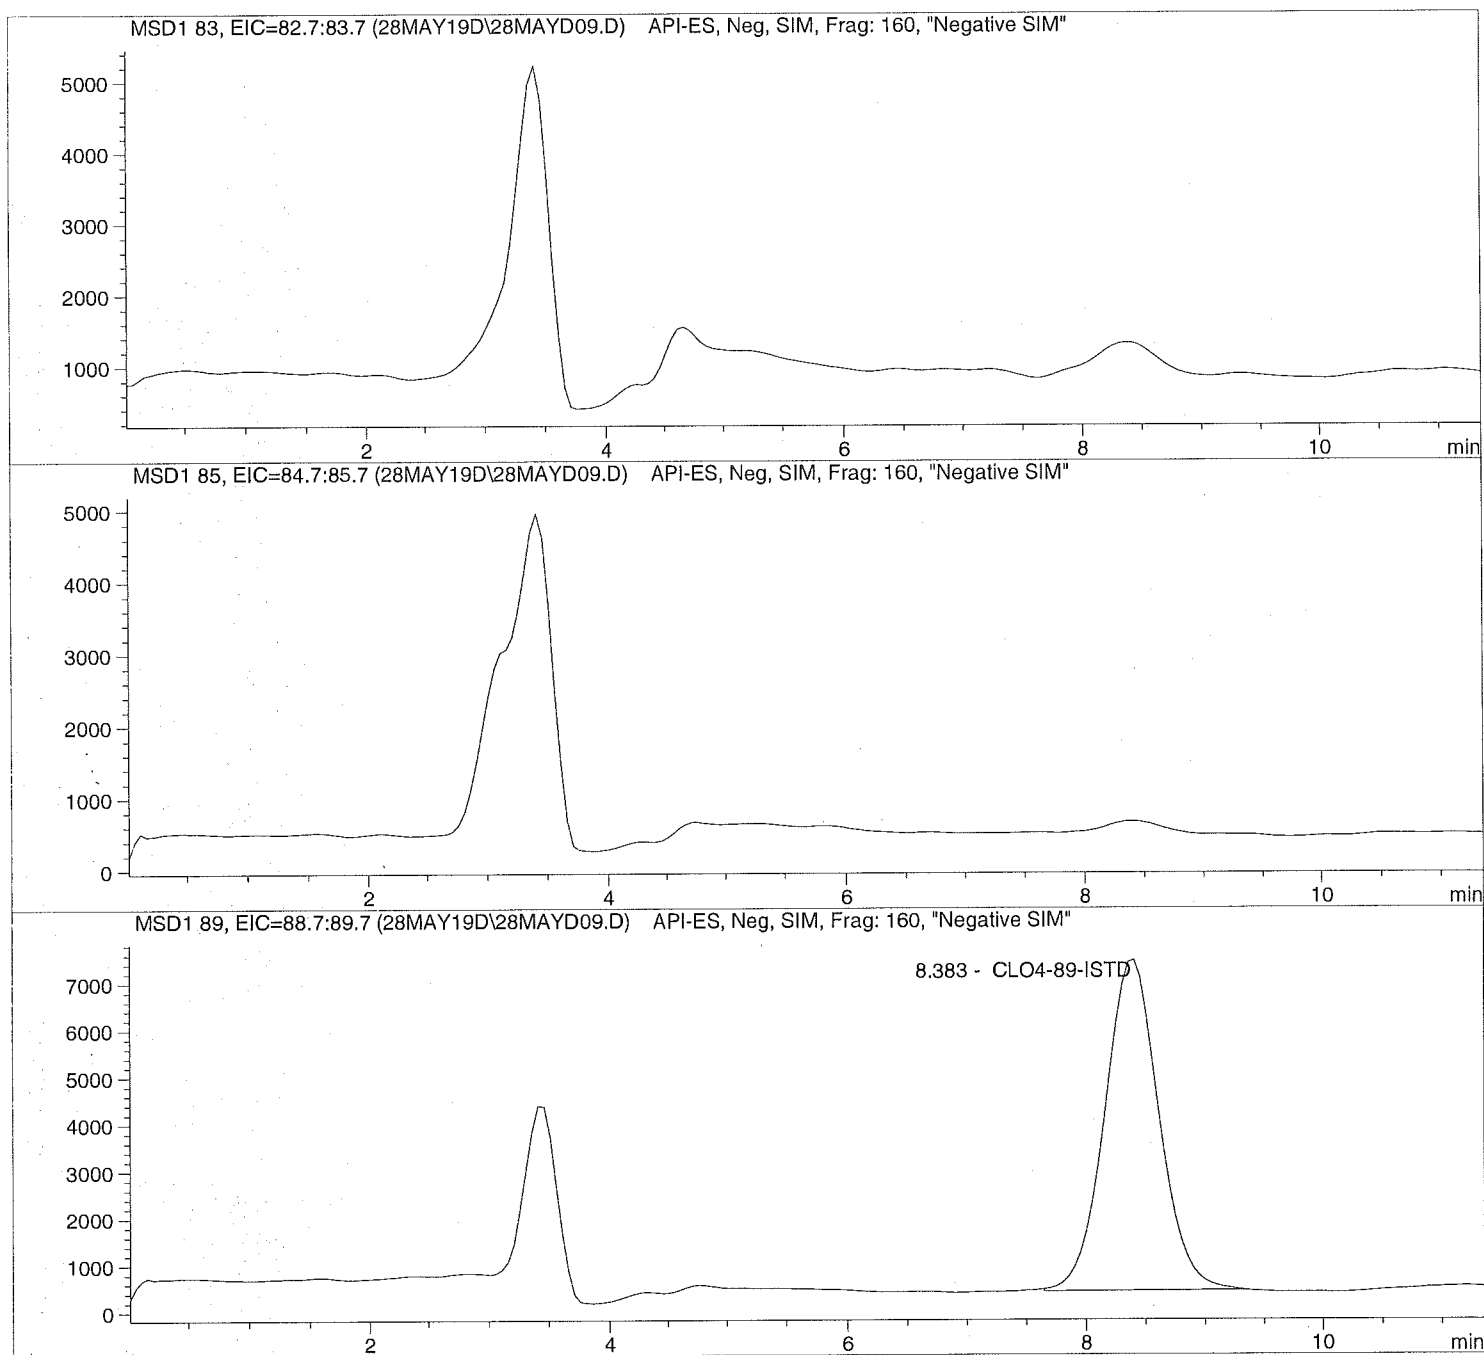 MSD1 83, EIC=82.7:83.7 (28MAY19D\28MAYD09.D) API-ES, Neg, SIM, Frag: 160, "Negative SIM"
5000
4000
3000
2000
1000
2 4 6 8 10 min
MSD1 85, EIC=84.7:85.7 (28MAY19D\28MAYD09.D) API-ES, Neg, SIM, Frag: 160, "Negative SIM"
5000
4000
3000
2000
1000
0
2 4 6 8 10 min
MSD1 89, EIC=88.7:89.7 (28MAY19D\28MAYD09.D) API-ES, Neg, SIM, Frag: 160, "Negative SIM"
8.383 - CLO4-89-ISTD
7000
6000
5000
4000
3000
2000
1000
0
2 4 6 8 10 min